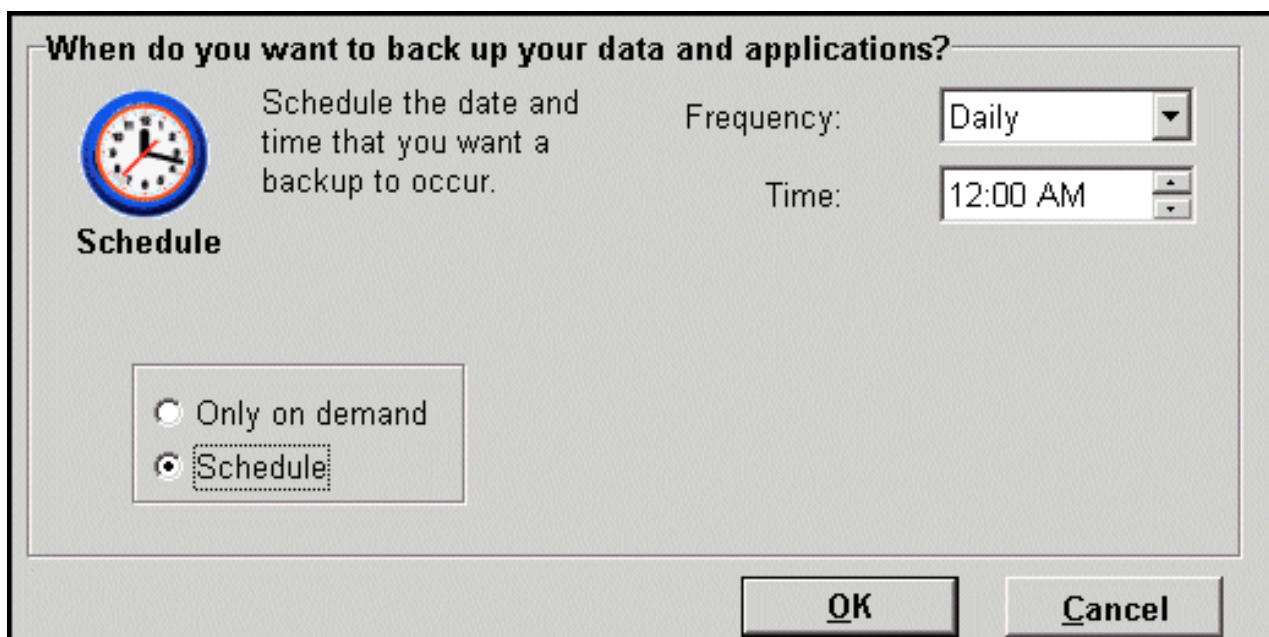 When do you want to back up your data and applications?
Schedule the date and
time that you want a
backup to occur.
Schedule
Frequency:
Daily
Time:
12:00 AM
Only on demand
Schedule
OK
Cancel